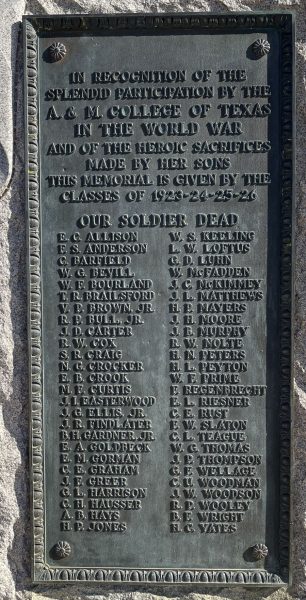 IN RECOGNITION OF THE
SPLENDID PARTICIPATION BY THE
A. & M. COLLEGE OF TEXAS
IN THE WORLD WAR
AND OF THE HEROIC SACRIFICES
MADE BY HER SONS
THIS MEMORIAL IS GIVEN BY THE
CLASSES OF 1923-24-25-26
OUR SOLDIER DEAD
E. C. ALLISON
F. S. ANDERSON
C. BARFIELD
W. G. BEVILL
W. F. BOURLAND
T. R. BRAILSFORD
V. P. BROWN, JR.
R. P. BULL, JR.
J. D. CARTER
R. W. COX
S. R. CRAIG
N. G. CROCKER
E. B. CROOK
M. F. CURTIS
J. I. EASTERWOOD
J. G. ELLIS, JR.
J. R. FINDLATER
B. H. GARDNER, JR.
E. A. GOLDBECK
E. N. GORMAN
C. E. GRAHAM
J. F. GREER
G. L. HARRISON
C. H. HAUSSER
A. B. HAYS
H. P. JONES
W. S. KEELING
L. W. LOFTUS
G. D. LUHN
W. McFADDEN
J. C. McKIMMEY
J. L. MATTHEWS
H. P. MAYERS
J. H. MOORE
J. B. MURPHY
R. W. NOLTE
H. N. PETERS
H. L. PEYTON
W. F. PRIME
F. REGENBRECHT
J. L. RIESNER
C. E. RUST
F. W. SLATON
C. L. TEAGUE
W. G. THOMAS
J. P. THOMPSON
G. F. WELLAGE
C. U. WOODMAN
J. W. WOODSON
R. P. WOOLEY
B. F. WRIGHT
H. C. YATES